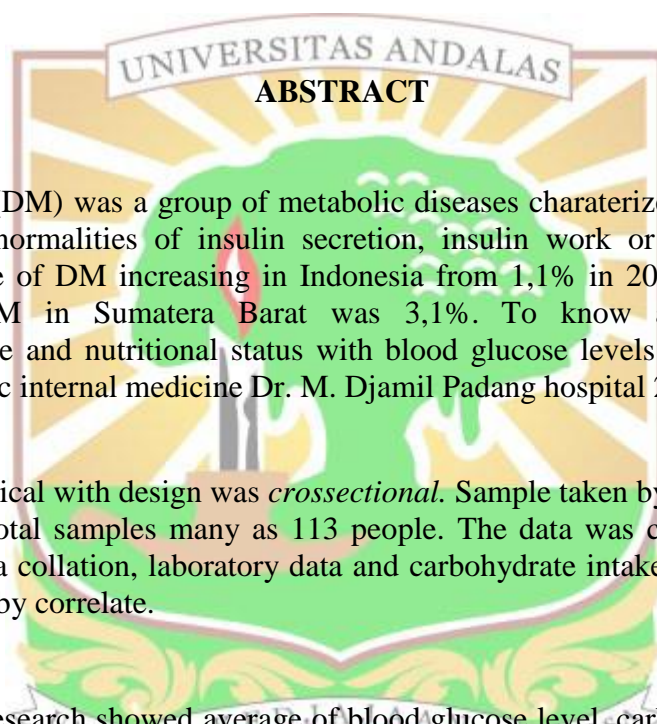 UNIVERSITAS ANDALAS
ABSTRACT
(DM) was a group of metabolic diseases charaterize
normalities of insulin secretion, insulin work or
e of DM increasing in Indonesia from 1,1% in 20
M in Sumatera Barat was 3,1%. To know a
e and nutritional status with blood glucose levels
c internal medicine Dr. M. Djamil Padang hospital 2
ical with design was crossectional. Sample taken by
otal samples many as 113 people. The data was c
a collation, laboratory data and carbohydrate intake
by correlate.
esearch showed average of blood glucose level, car